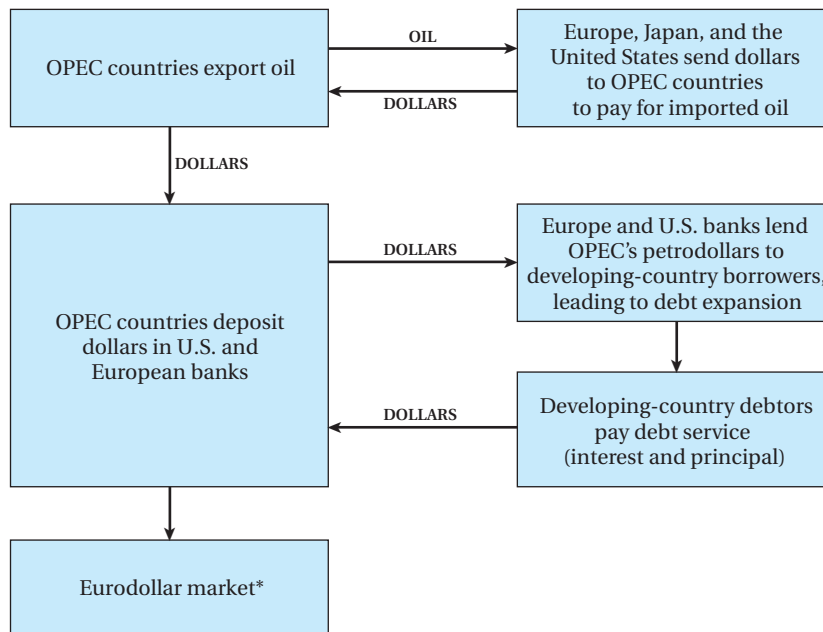 OPEC countries export oil
OIL
DOLLARS
Europe, Japan, and the
United States send dollars
to OPEC countries
to pay for imported oil
DOLLARS
OPEC countries deposit
dollars in U.S. and
European banks
DOLLARS
Europe and U.S. banks lend
OPEC’s petrodollars to
developing-country borrowers,
leading to debt expansion
DOLLARS
Developing-country debtors
pay debt service
(interest and principal)
Eurodollar market*